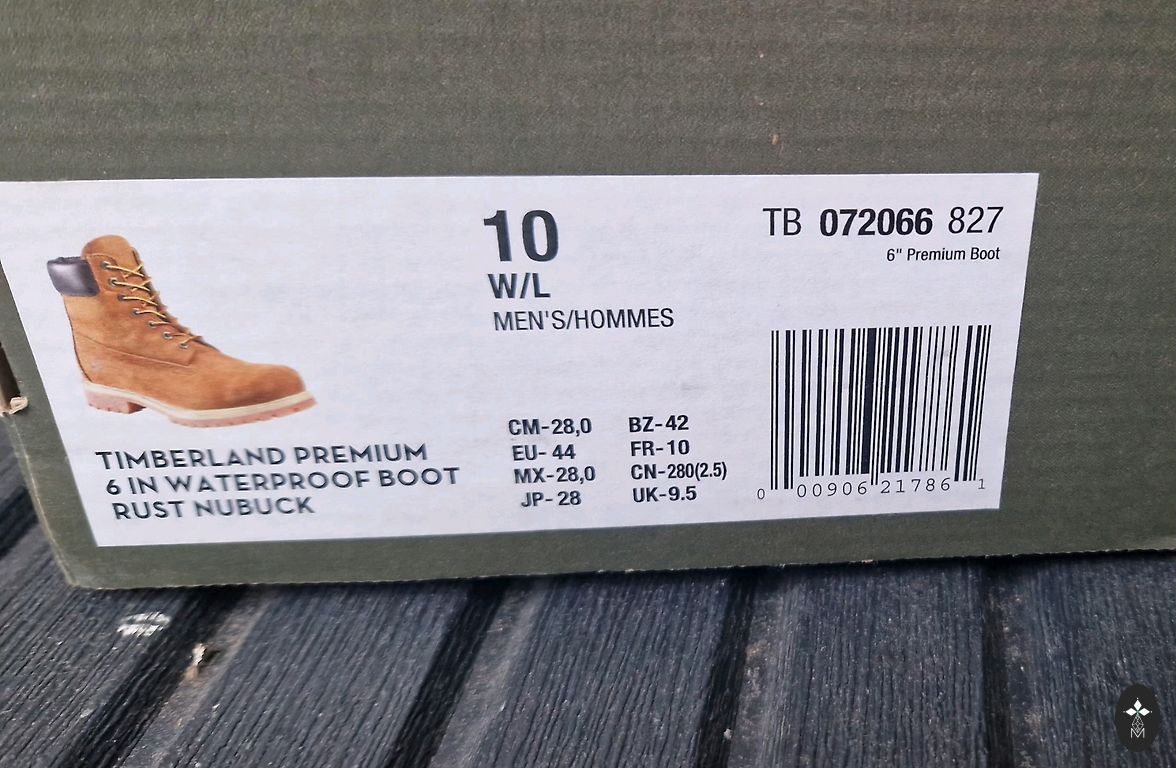 10
W/L
MEN'S/HOMMES
TB 072066 827
6" Premium Boot
TIMBERLAND PREMIUM
6 IN WATERPROOF BOOT
RUST NUBUCK
CM-28,0 BZ-42
EU- 44 FR-10
MX-28,0 CN-280(2.5)
JP- 28 UK-9.5
0 00906 21786 1
M